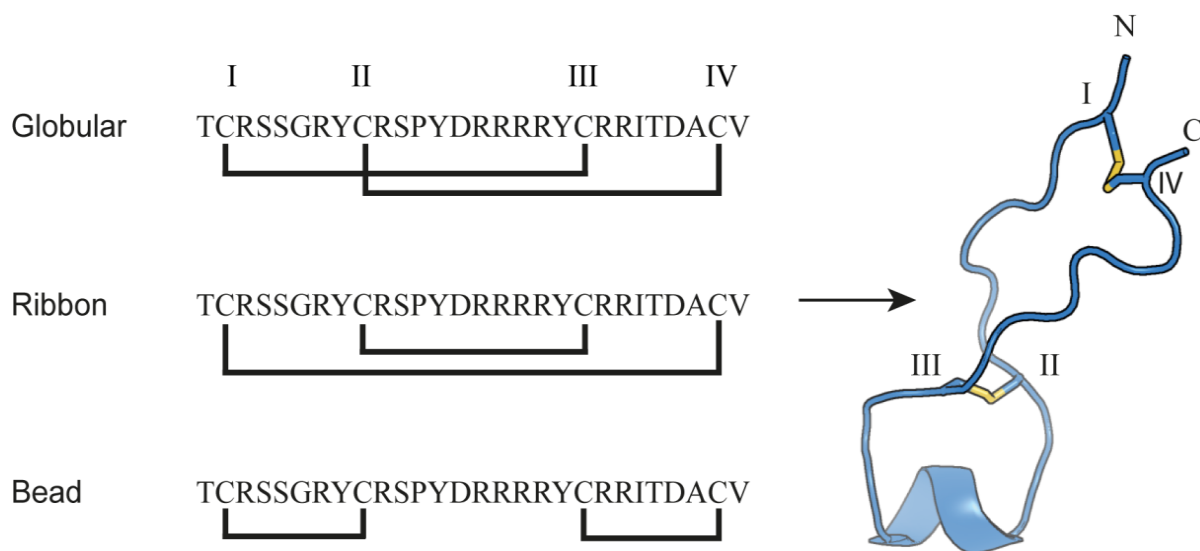 I II III IV
Globular TCRSSGRYCRSPYDRRRRYCRRITDACV
Ribbon TCRSSGRYCRSPYDRRRRYCRRITDACV
Bead TCRSSGRYCRSPYDRRRRYCRRITDACV
N
I
C
IV
III II